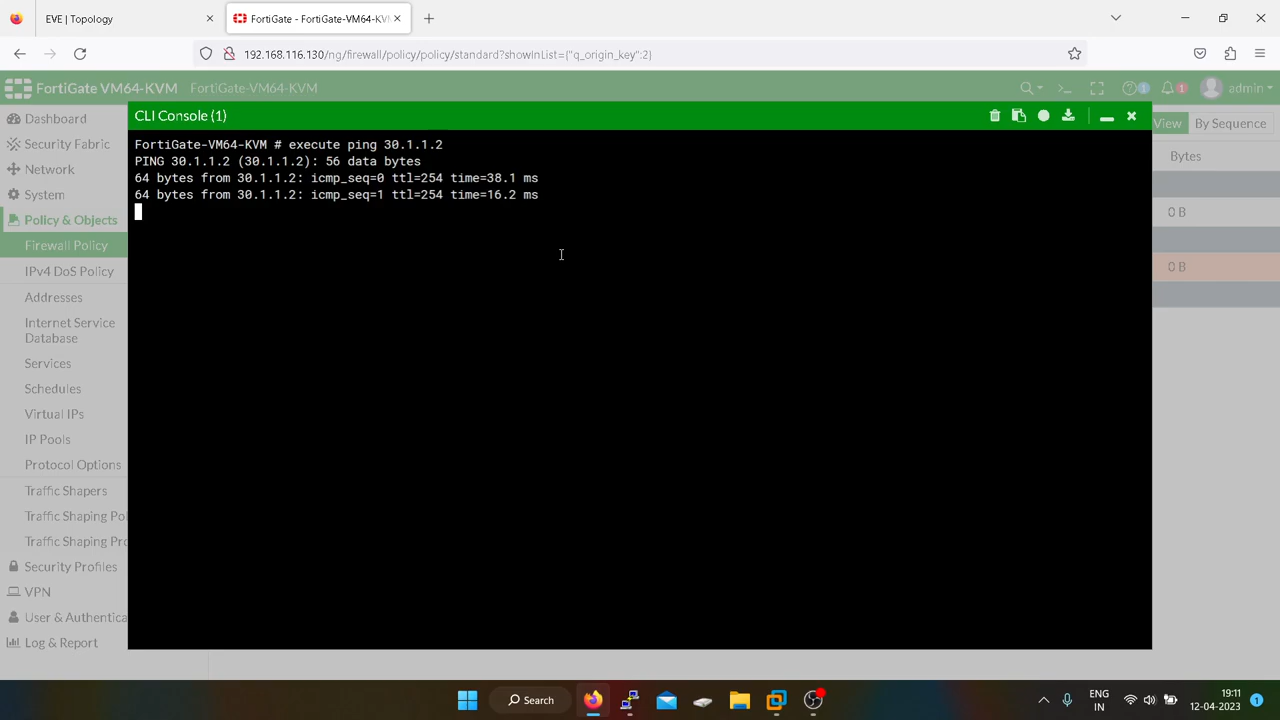 EVE | Topology
FortiGate - FortiGate-VM64-KV
192.168.116.130/ng/firewall/policy/policy/standard?showInList={"q_origin_key":2}
FortiGate VM64-KVM
FortiGate-VM64-KVM
1
1
admin
Dashboard
Security Fabric
Network
System
Policy & Objects
Firewall Policy
IPv4 DoS Policy
Addresses
Internet Service
Database
Services
Schedules
Virtual IPs
IP Pools
Protocol Options
Traffic Shapers
Traffic Shaping Pol
Traffic Shaping Pro
Security Profiles
VPN
User & Authentica
Log & Report
CLI Console (1)
FortiGate-VM64-KVM # execute ping 30.1.1.2
PING 30.1.1.2 (30.1.1.2): 56 data bytes
64 bytes from 30.1.1.2: icmp_seq=0 ttl=254 time=38.1 ms
64 bytes from 30.1.1.2: icmp_seq=1 ttl=254 time=16.2 ms
View
By Sequence
Bytes
0 B
0 B
Search
ENG
IN
19:11
12-04-2023
1